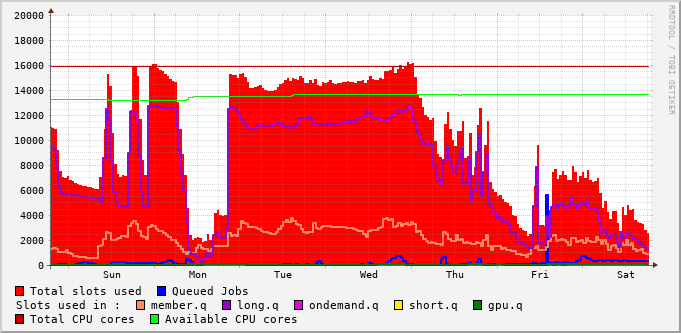 RRDTOOL / TOBI OETIKER
20000
18000
16000
14000
12000
10000
8000
6000
4000
2000
0
Sun Mon Tue Wed Thu Fri Sat
Total slots used Queued Jobs
Slots used in : member.q long.q ondemand.q short.q gpu.q
Total CPU cores Available CPU cores